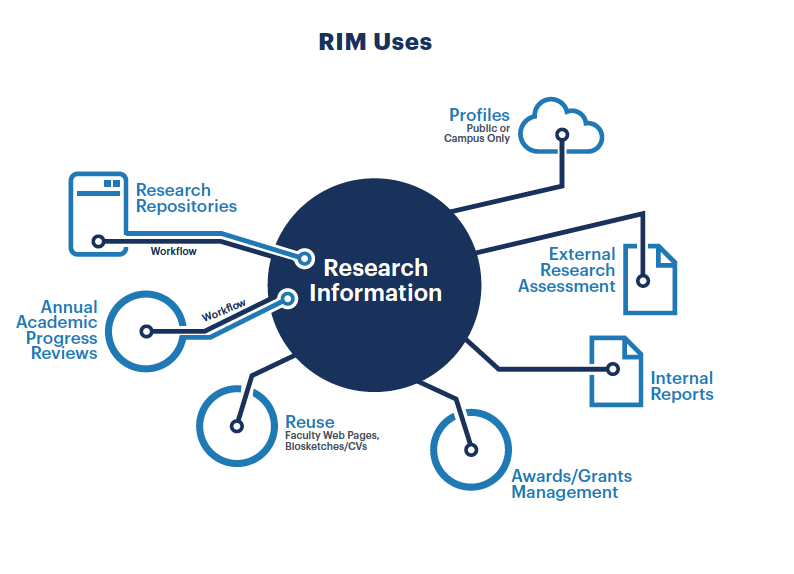 RIM Uses
Profiles
Public or
Campus Only
Research
Repositories
Workflow
External
Research
Assessment
Research
Information
Annual
Academic
Progress
Reviews
Workflow
Internal
Reports
Reuse
Faculty Web Pages,
Biosketches/CVs
Awards/Grants
Management